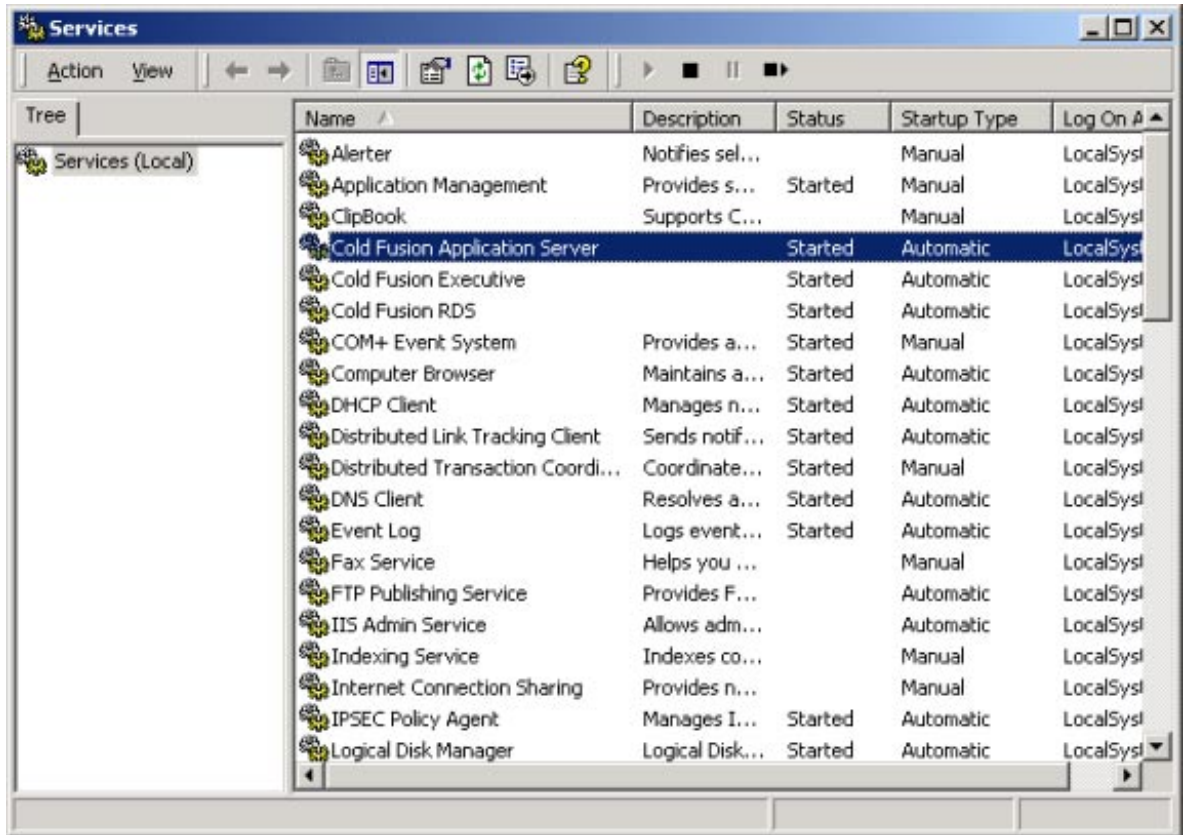 Services
Action View
Tree
Services (Local)
Name Description Status Startup Type Log On A
Alerter Notifies sel... Manual LocalSyst
Application Management Provides s... Started Manual LocalSyst
ClipBook Supports C... Manual LocalSyst
Cold Fusion Application Server Started Automatic LocalSyst
Cold Fusion Executive Started Automatic LocalSyst
Cold Fusion RDS Started Automatic LocalSyst
COM+ Event System Provides a... Started Manual LocalSyst
Computer Browser Maintains a... Started Automatic LocalSyst
DHCP Client Manages n... Started Automatic LocalSyst
Distributed Link Tracking Client Sends notif... Started Automatic LocalSyst
Distributed Transaction Coordi... Coordinate... Started Manual LocalSyst
DNS Client Resolves a... Started Automatic LocalSyst
Event Log Logs event... Started Automatic LocalSyst
Fax Service Helps you ... Manual LocalSyst
FTP Publishing Service Provides F... Automatic LocalSyst
IIS Admin Service Allows adm... Automatic LocalSyst
Indexing Service Indexes co... Manual LocalSyst
Internet Connection Sharing Provides n... Manual LocalSyst
IPSEC Policy Agent Manages I... Started Automatic LocalSyst
Logical Disk Manager Logical Disk... Started Automatic LocalSyst